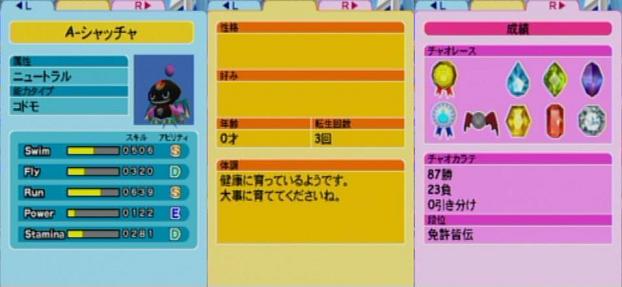 L
R
A-シャッチャ
属性
ニュートラル
能力タイプ
コドモ
スキル アビリティ
Swim 0506 S
Fly 0320 D
Run 0639 S
Power 0122 E
Stamina 0281 D
L
R
性格
好み
年齢 転生回数
0才 3回
体調
健康に育っているようです。
大事に育ててくださいね。
L
R
成績
チャオレース
チャオカラテ
87勝
23負
0引き分け
段位
免許皆伝